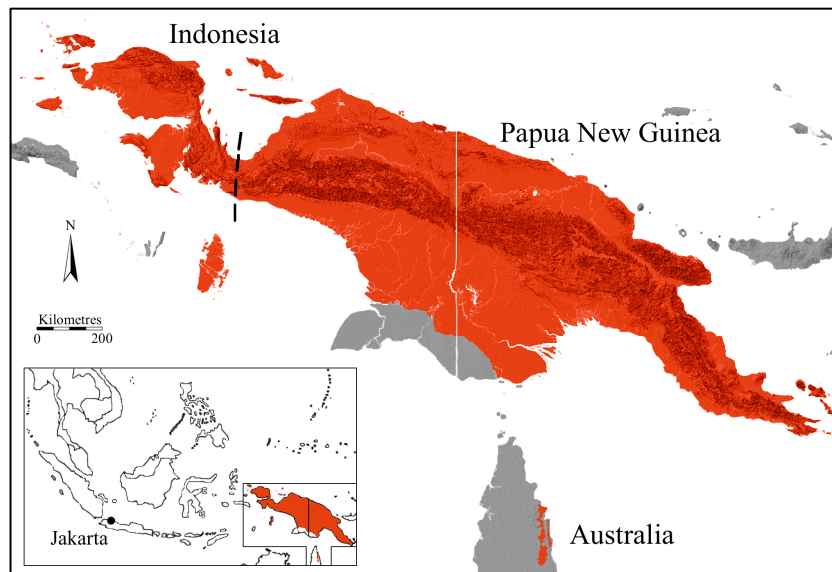 Indonesia
Papua New Guinea
N
Kilometres
0 200
Jakarta
Australia